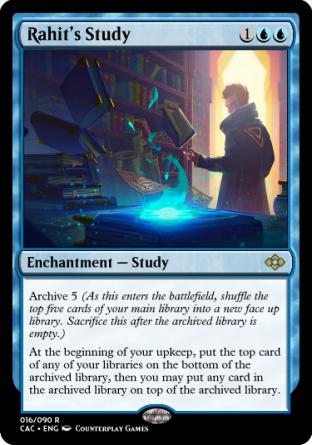 Rahit's Study 1
Enchantment — Study
Archive 5 (As this enters the battlefield, shuffle the
top five cards of your main library into a new face up
library. Sacrifice this after the archived library is
empty.)
At the beginning of your upkeep, put the top card
of any of your libraries on the bottom of the
archived library, then you may put any card in
the archived library on top of the archived library.
016/090 R
CAC • ENG Counterplay Games